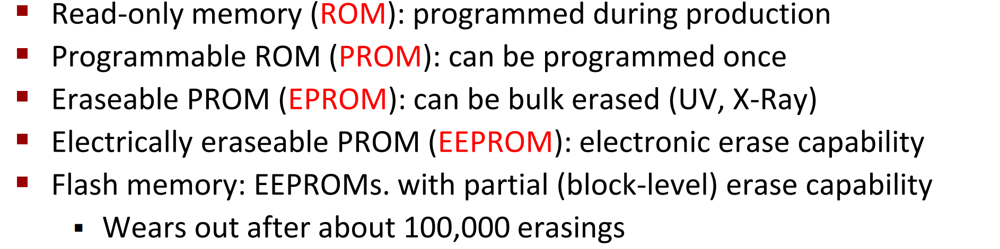 Read-only memory (ROM): programmed during production
Programmable ROM (PROM): can be programmed once
Eraseable PROM (EPROM): can be bulk erased (UV, X-Ray)
Electrically eraseable PROM (EEPROM): electronic erase capability
Flash memory: EEPROMs. with partial (block-level) erase capability
Wears out after about 100,000 erasings